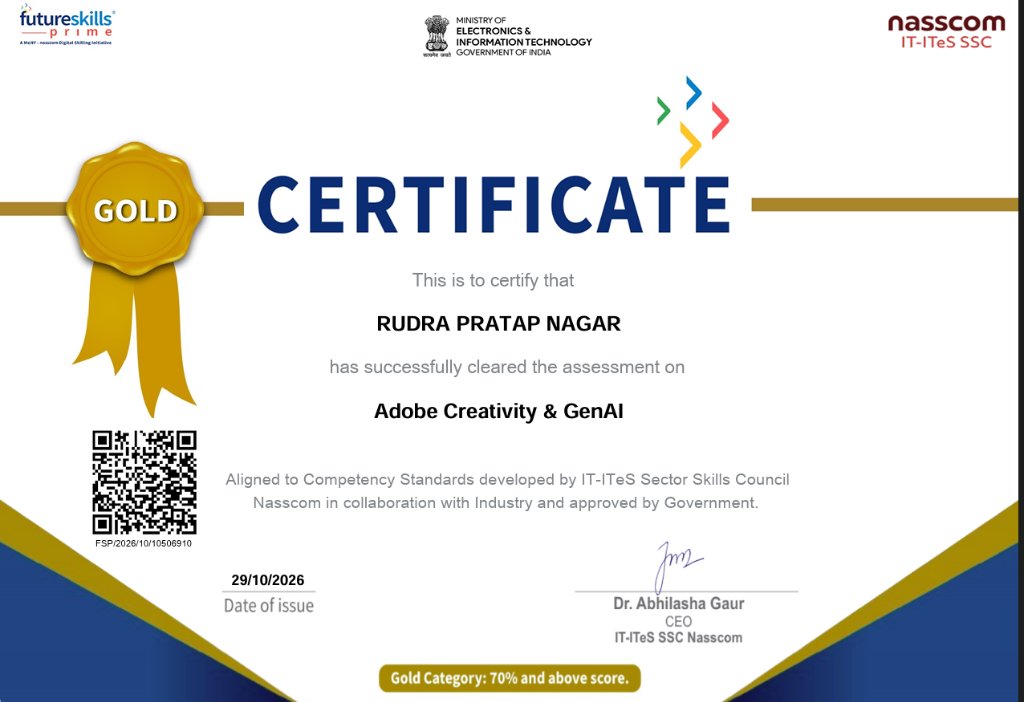 futureskills®
prime
A MeitY - nasscom Digital Skilling Initiative
सत्यमेव जयते
MINISTRY OF
ELECTRONICS &
INFORMATION TECHNOLOGY
GOVERNMENT OF INDIA
nasscom
IT-ITeS SSC
GOLD
CERTIFICATE
This is to certify that
RUDRA PRATAP NAGAR
has successfully cleared the assessment on
Adobe Creativity & GenAI
Aligned to Competency Standards developed by IT-ITeS Sector Skills Council
Nasscom in collaboration with Industry and approved by Government.
FSP/2026/10/10506910
29/10/2026
Date of issue
Dr. Abhilasha Gaur
CEO
IT-ITeS SSC Nasscom
Gold Category: 70% and above score.